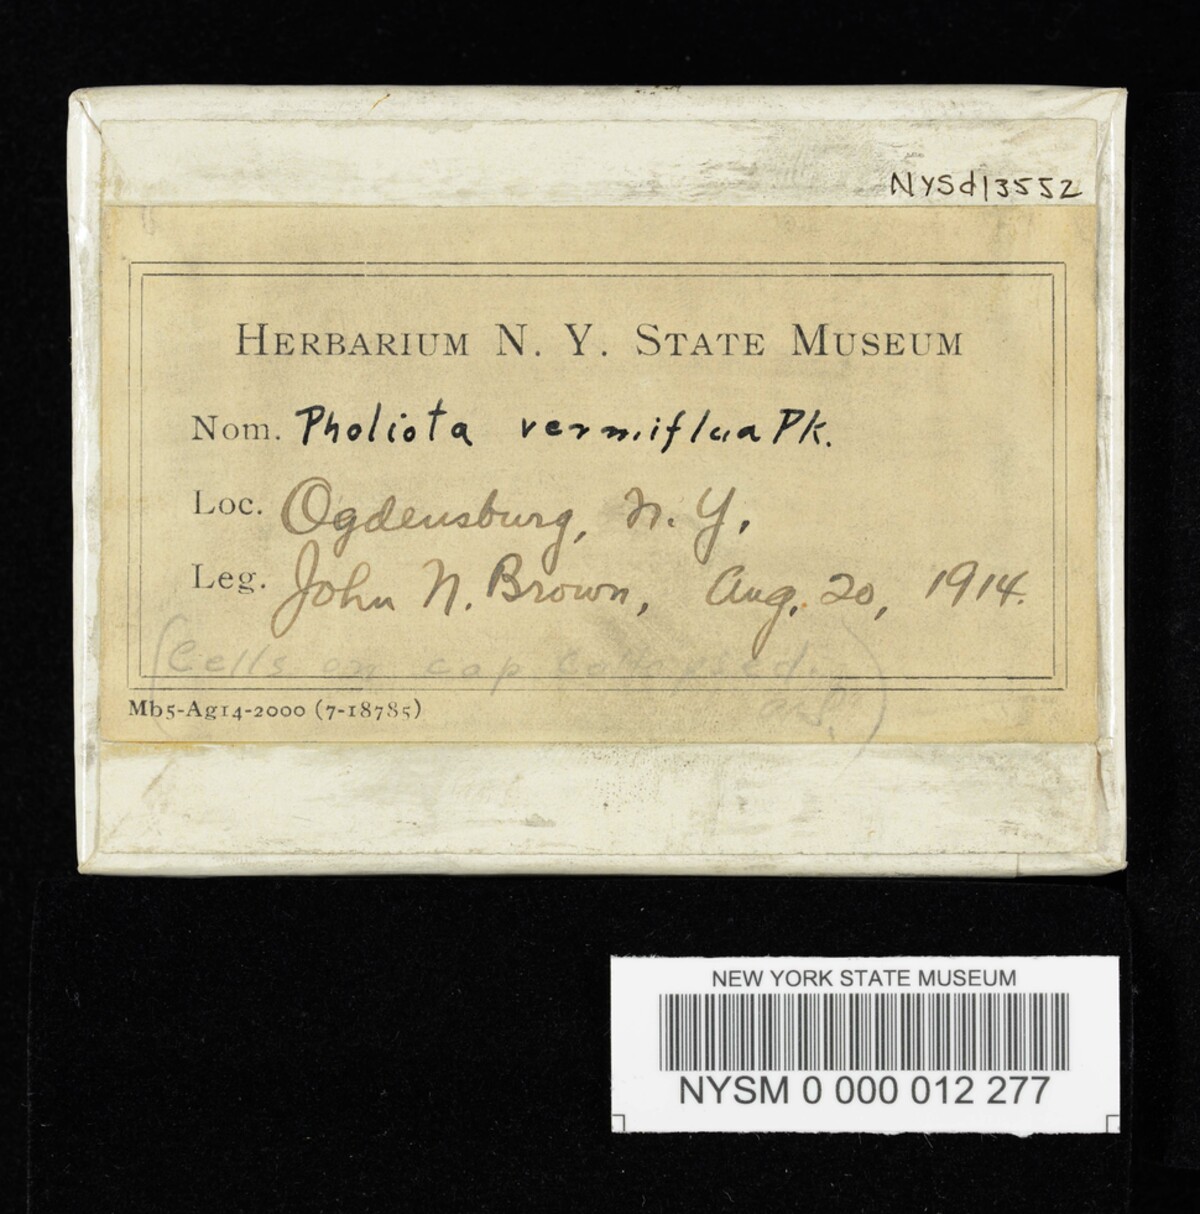 NYSd13552
HERBARIUM N. Y. STATE MUSEUM
Nom. Pholiota vermiflua Pk.
Loc. Ogdensburg, N. Y.
Leg. John N. Brown, Aug. 20, 1914.
(Cells on cap collapsed.
Mb5-Ag14-2000 (7-18785)
NEW YORK STATE MUSEUM
NYSM 0 000 012 277